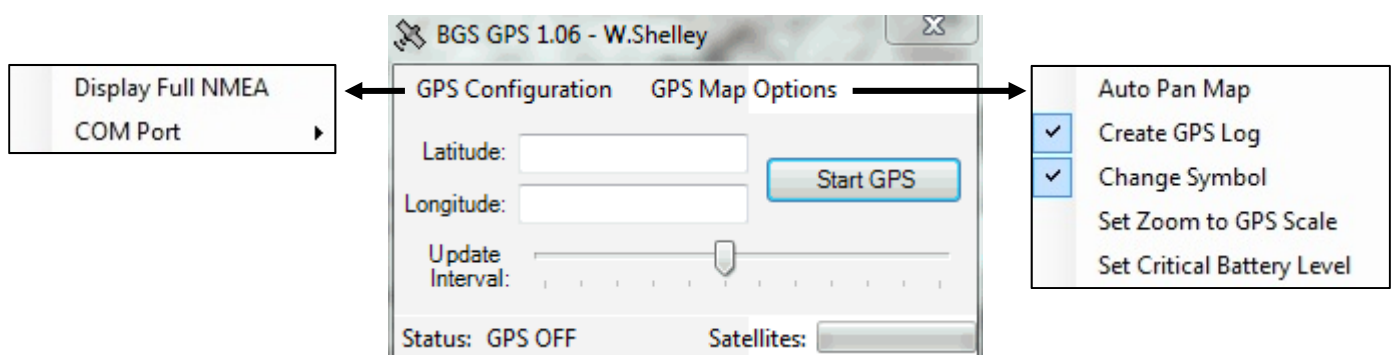 BGS GPS 1.06 - W.Shelley
GPS Configuration GPS Map Options
Display Full NMEA
COM Port
Latitude:
Start GPS
Longitude:
Update
Interval:
Status: GPS OFF Satellites:
Auto Pan Map
Create GPS Log
Change Symbol
Set Zoom to GPS Scale
Set Critical Battery Level